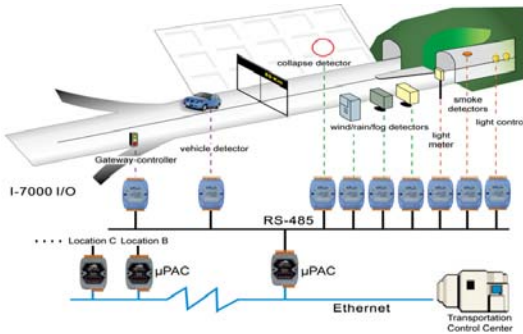 collapse detector
smoke
detectors
wind/rain/fog detectors
light
meter
light control
Gateway-controller
vehicle detector
I-7000 I/O
RS-485
Location C
Location B
µPAC
µPAC
Ethernet
Transportation
Control Center